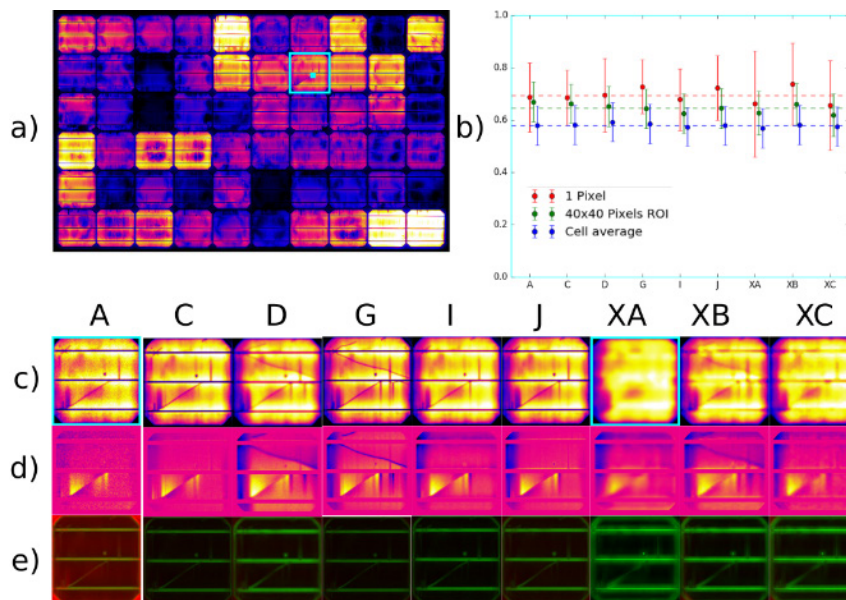 a)
b)
1.0
0.8
0.6
0.4
0.2
0.0
1 Pixel
40x40 Pixels ROI
Cell average
A C D G I J XA XB XC
A C D G I J XA XB XC
c)
d)
e)